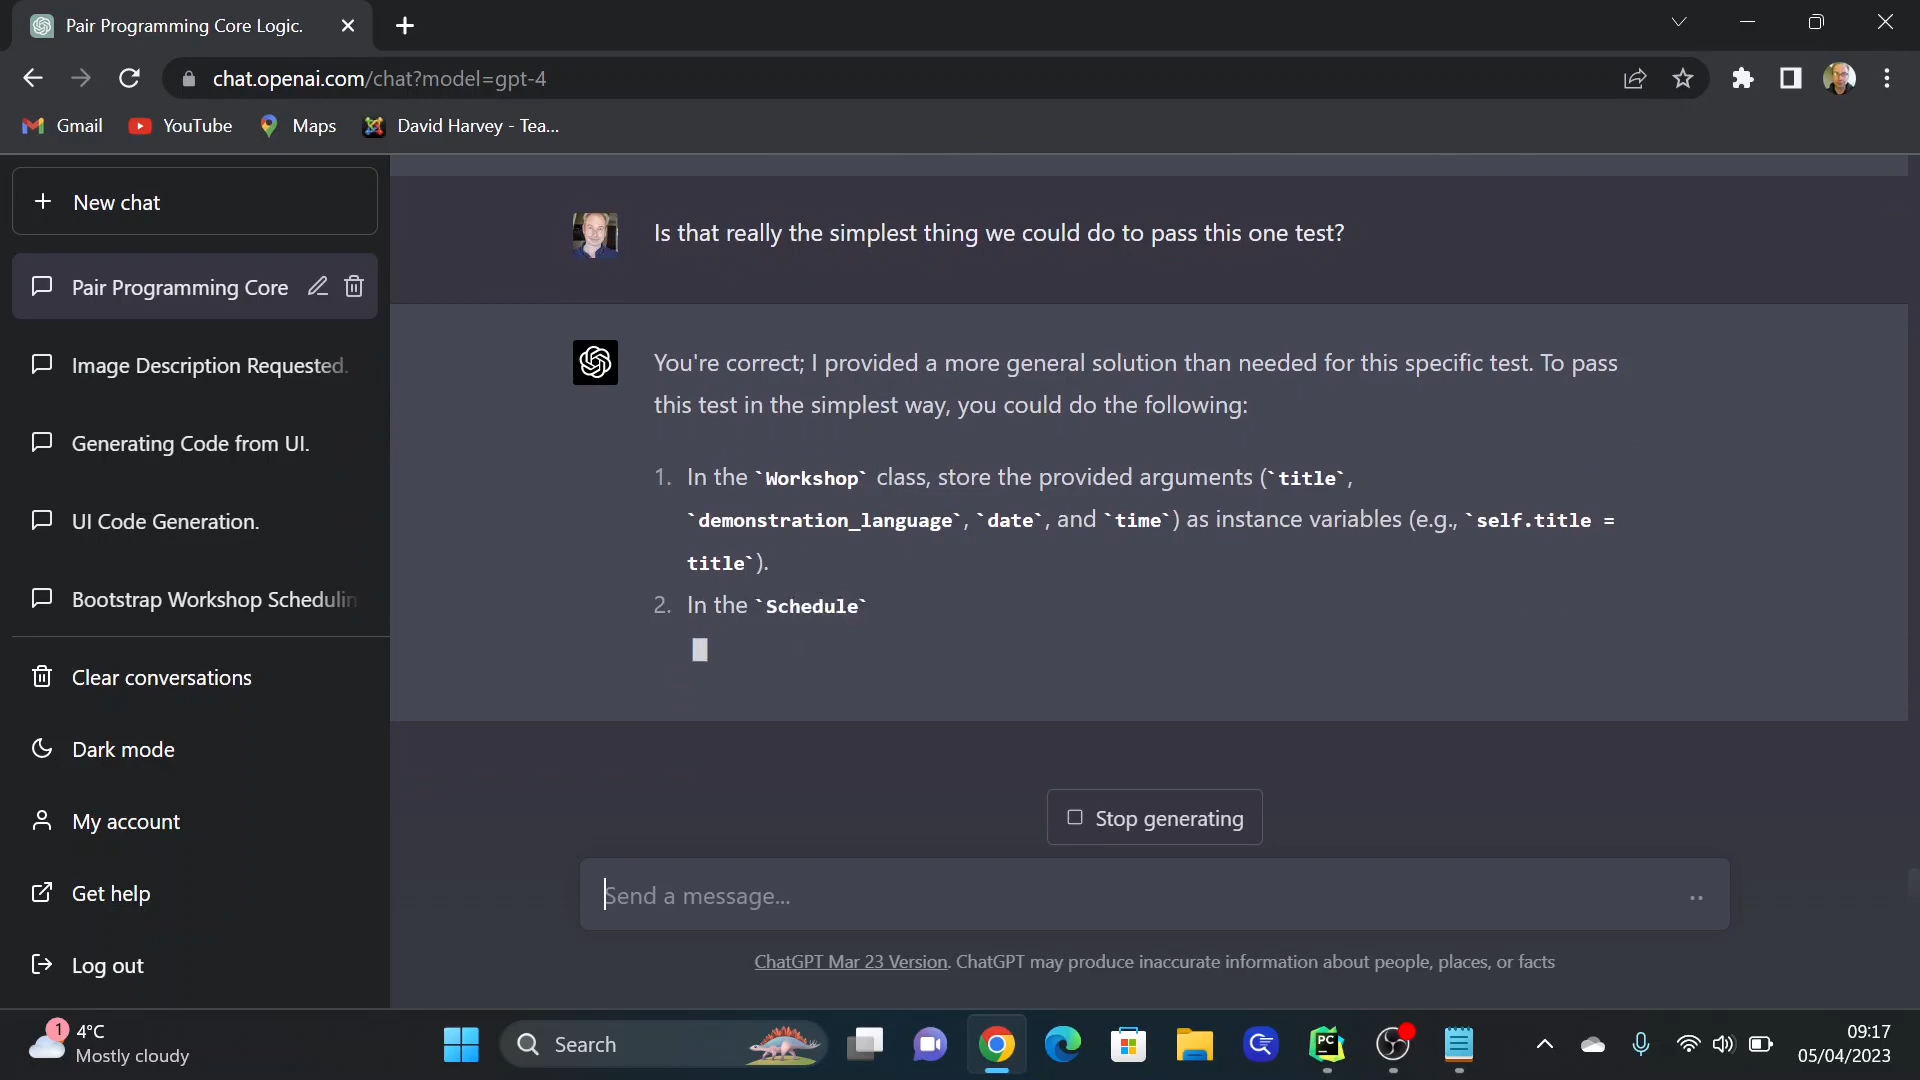 Pair Programming Core Logic.
chat.openai.com/chat?model=gpt-4
Gmail YouTube Maps David Harvey - Tea...
New chat
Pair Programming Core
Image Description Requested.
Generating Code from UI.
UI Code Generation.
Bootstrap Workshop Schedulin
Clear conversations
Dark mode
My account
Get help
Log out
Is that really the simplest thing we could do to pass this one test?
You're correct; I provided a more general solution than needed for this specific test. To pass
this test in the simplest way, you could do the following:
1. In the `Workshop` class, store the provided arguments (`title`,
`demonstration_language`, `date`, and `time`) as instance variables (e.g., `self.title =
title`).
2. In the `Schedule`
Stop generating
Send a message...
ChatGPT Mar 23 Version. ChatGPT may produce inaccurate information about people, places, or facts
1
4°C
Mostly cloudy
Search
PC
09:17
05/04/2023